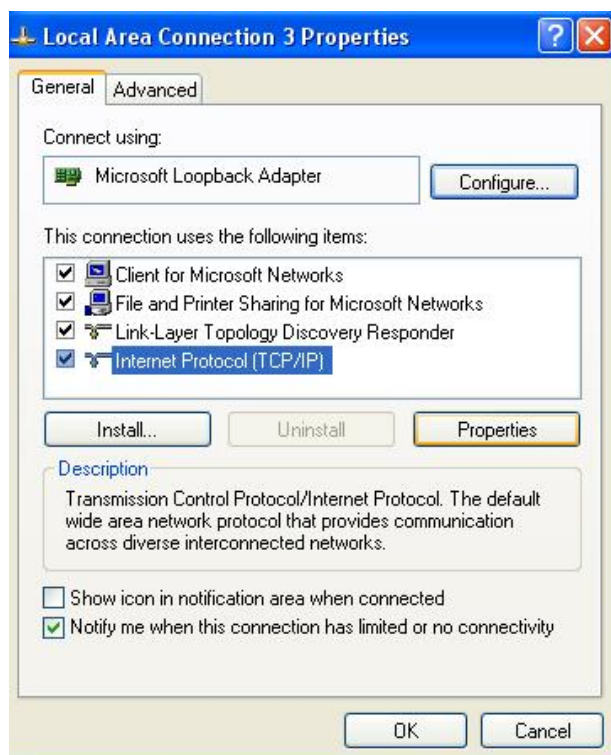 Local Area Connection 3 Properties
General Advanced
Connect using:
Microsoft Loopback Adapter
Configure...
This connection uses the following items:
Client for Microsoft Networks
File and Printer Sharing for Microsoft Networks
Link-Layer Topology Discovery Responder
Internet Protocol (TCP/IP)
Install... Uninstall Properties
Description
Transmission Control Protocol/Internet Protocol. The default
wide area network protocol that provides communication
across diverse interconnected networks.
Show icon in notification area when connected
Notify me when this connection has limited or no connectivity
OK Cancel